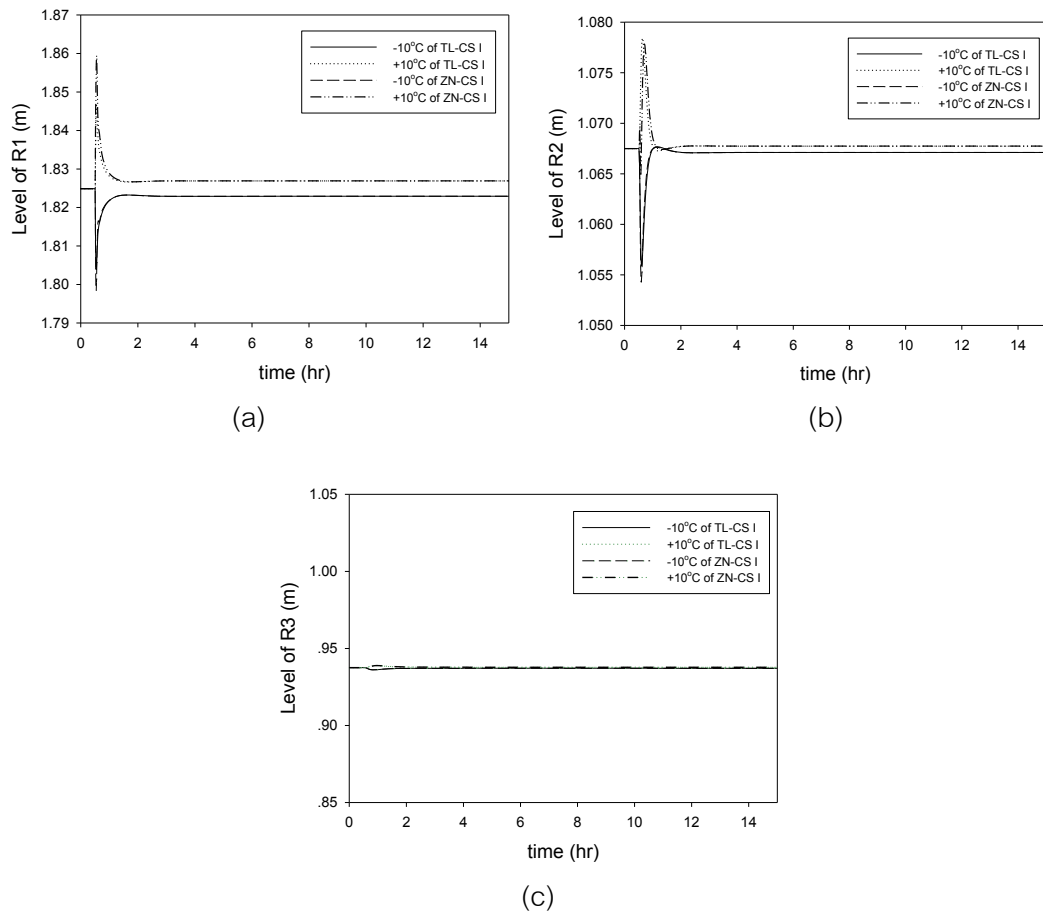 1.87
1.86
1.85
1.84
1.83
1.82
1.81
1.80
1.79
Level of R1 (m)
0 2 4 6 8 10 12 14
time (hr)
-10°C of TL-CS I
+10°C of TL-CS I
-10°C of ZN-CS I
+10°C of ZN-CS I
(a)
1.080
1.075
1.070
1.065
1.060
1.055
1.050
Level of R2 (m)
0 2 4 6 8 10 12 14
time (hr)
-10°C of TL-CS I
+10°C of TL-CS I
-10°C of ZN-CS I
+10°C of ZN-CS I
(b)
1.05
1.00
.95
.90
.85
Level of R3 (m)
0 2 4 6 8 10 12 14
time (hr)
-10°C of TL-CS I
+10°C of TL-CS I
-10°C of ZN-CS I
+10°C of ZN-CS I
(c)